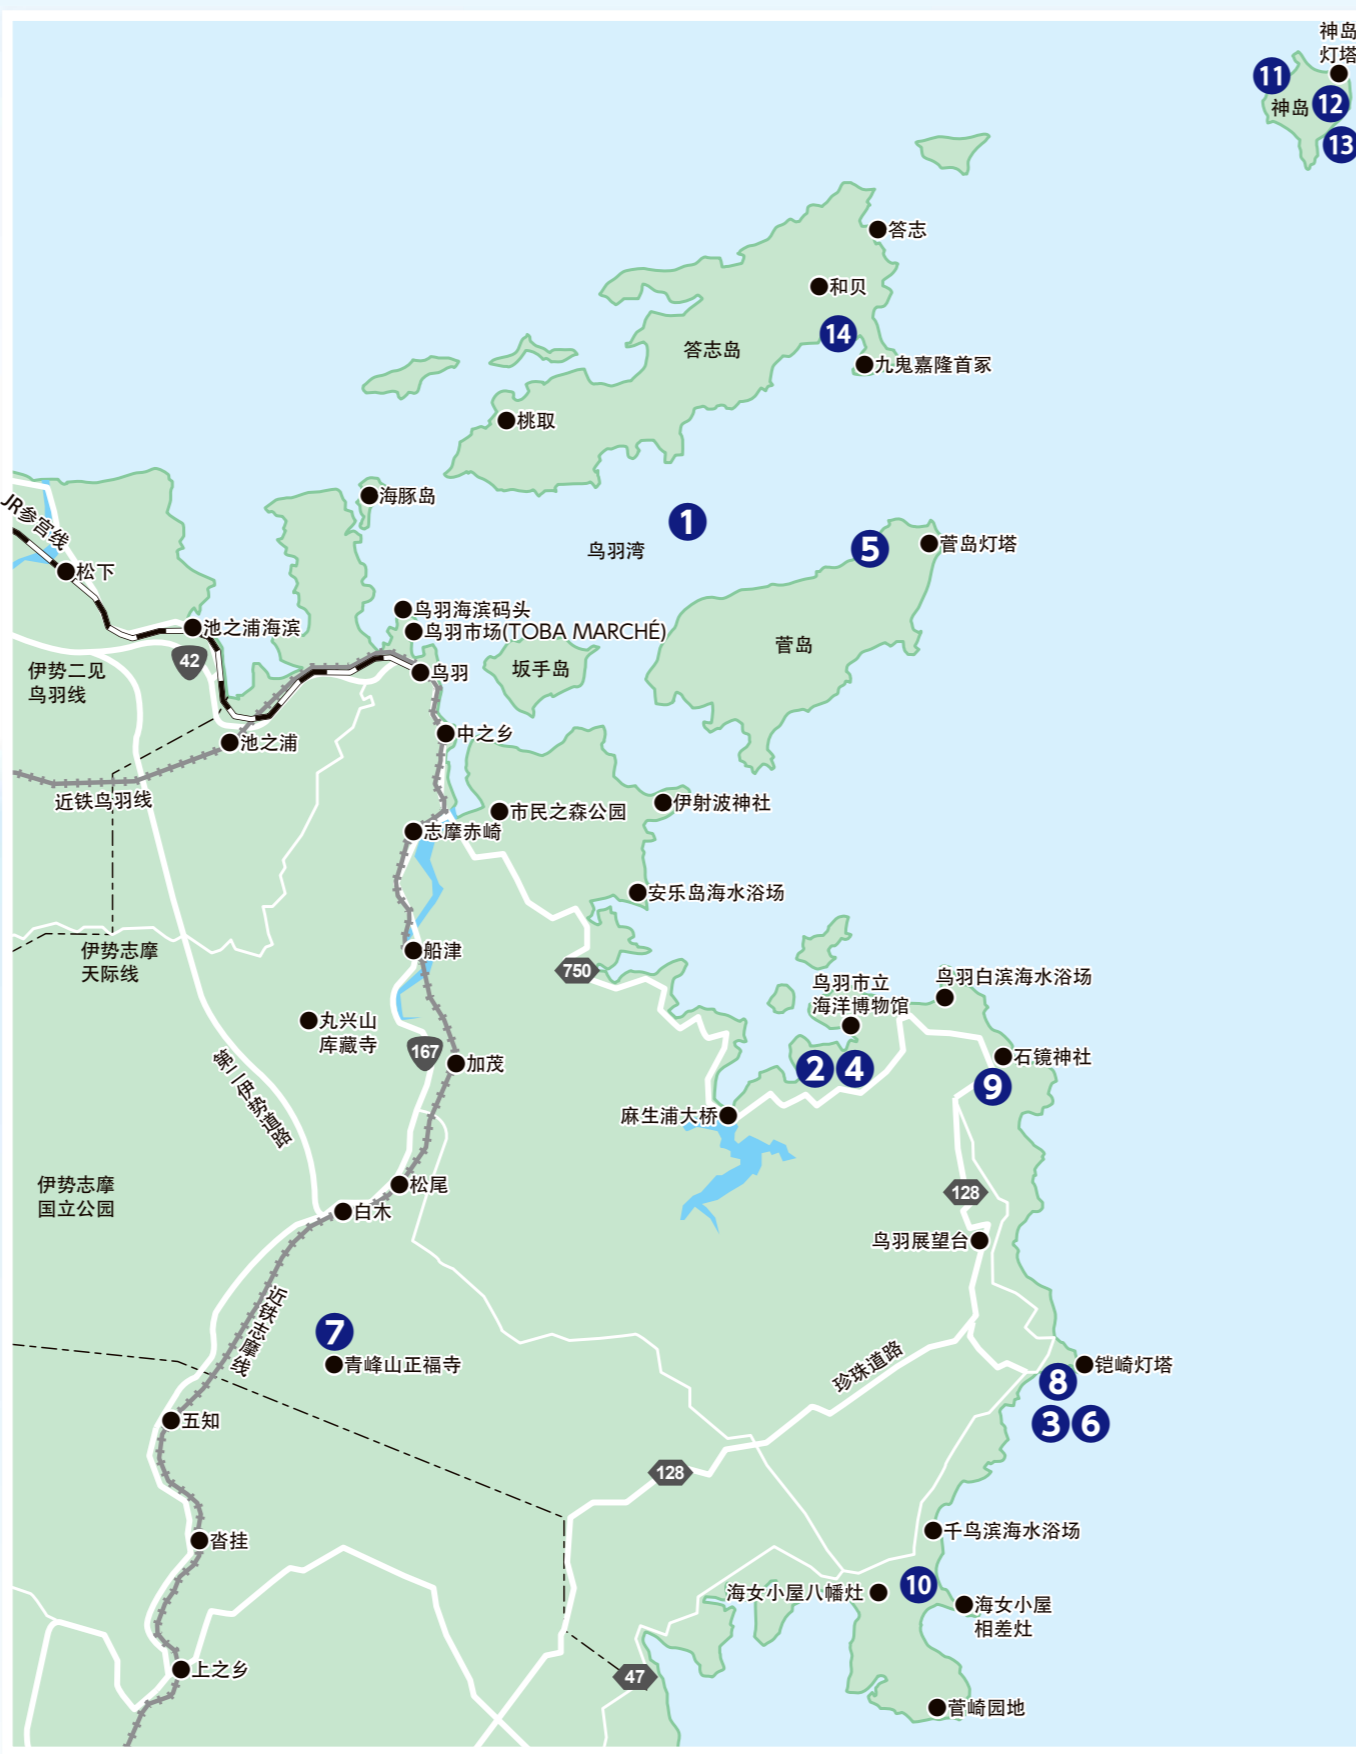 神岛
灯塔
11
神岛
12
13
答志
和贝
14
答志岛
九鬼嘉隆首冢
桃取
海豚岛
1
鸟羽湾
5
菅岛灯塔
JR参宫线
松下
池之浦海滨
鸟羽海滨码头
鸟羽市场(TOBA MARCHÉ)
菅岛
伊势二见
鸟羽线
42
鸟羽
坂手岛
池之浦
中之乡
近铁鸟羽线
市民之森公园
伊射波神社
志摩赤崎
安乐岛海水浴场
伊势志摩
天际线
船津
750
鸟羽市立
海洋博物馆
鸟羽白滨海水浴场
丸兴山
库藏寺
167
加茂
2
4
石镜神社
9
第二伊势道路
麻生浦大桥
伊势志摩
国立公园
松尾
白木
128
鸟羽展望台
近铁志摩线
7
青峰山正福寺
珍珠道路
铠崎灯塔
8
3
6
五知
128
沓挂
千鸟滨海水浴场
海女小屋八幡灶
10
海女小屋
相差灶
上之乡
47
菅崎园地